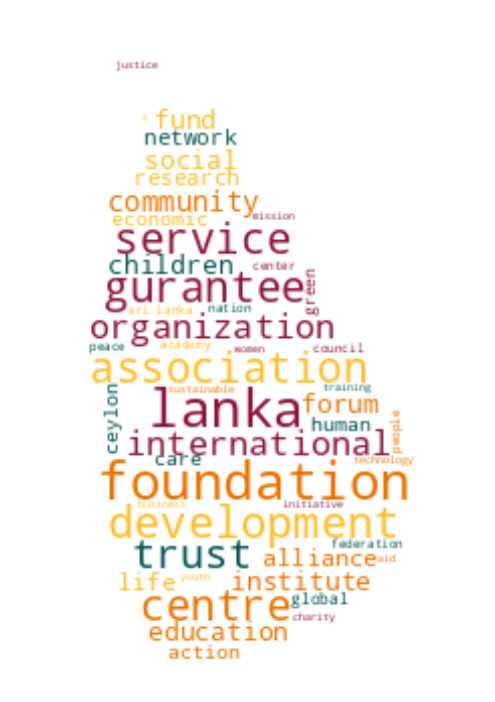 justice
fund
network
social
research
community
economic mission
service
children center
gurantee green
sri lanka nation
organization
peace academy women council
association
sustainable training
ceylon lanka forum
human people
international
care technology
foundation
business initiative
development
trust federation
alliance aid
life youth institute
centre global
charity
education
action